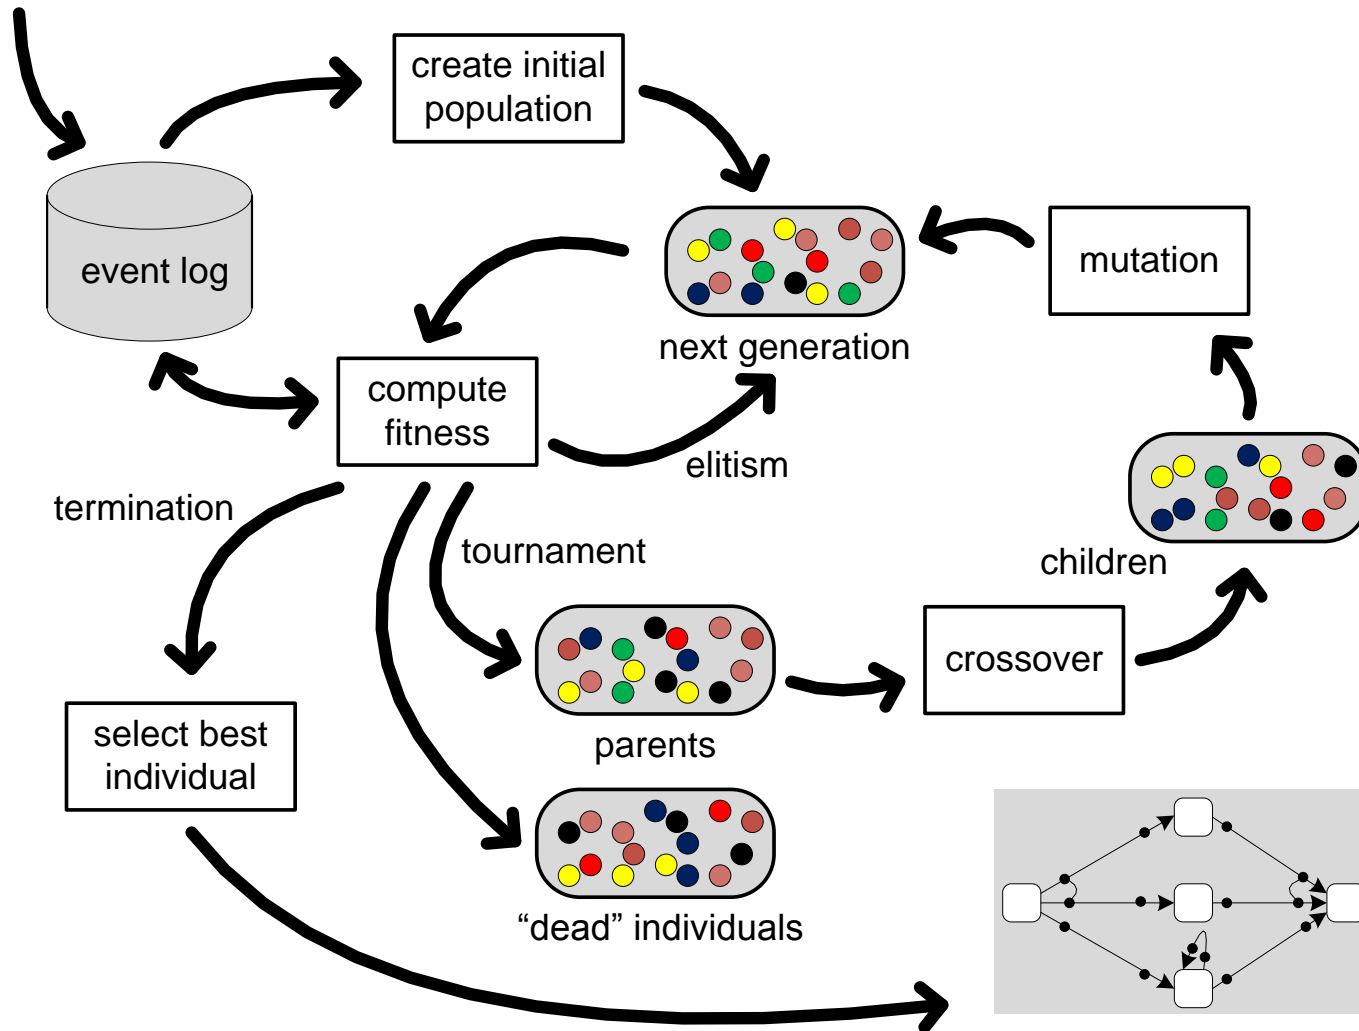 create initial
population
event log
mutation
next generation
compute
fitness
elitism
termination
tournament
children
crossover
select best
individual
parents
“dead” individuals